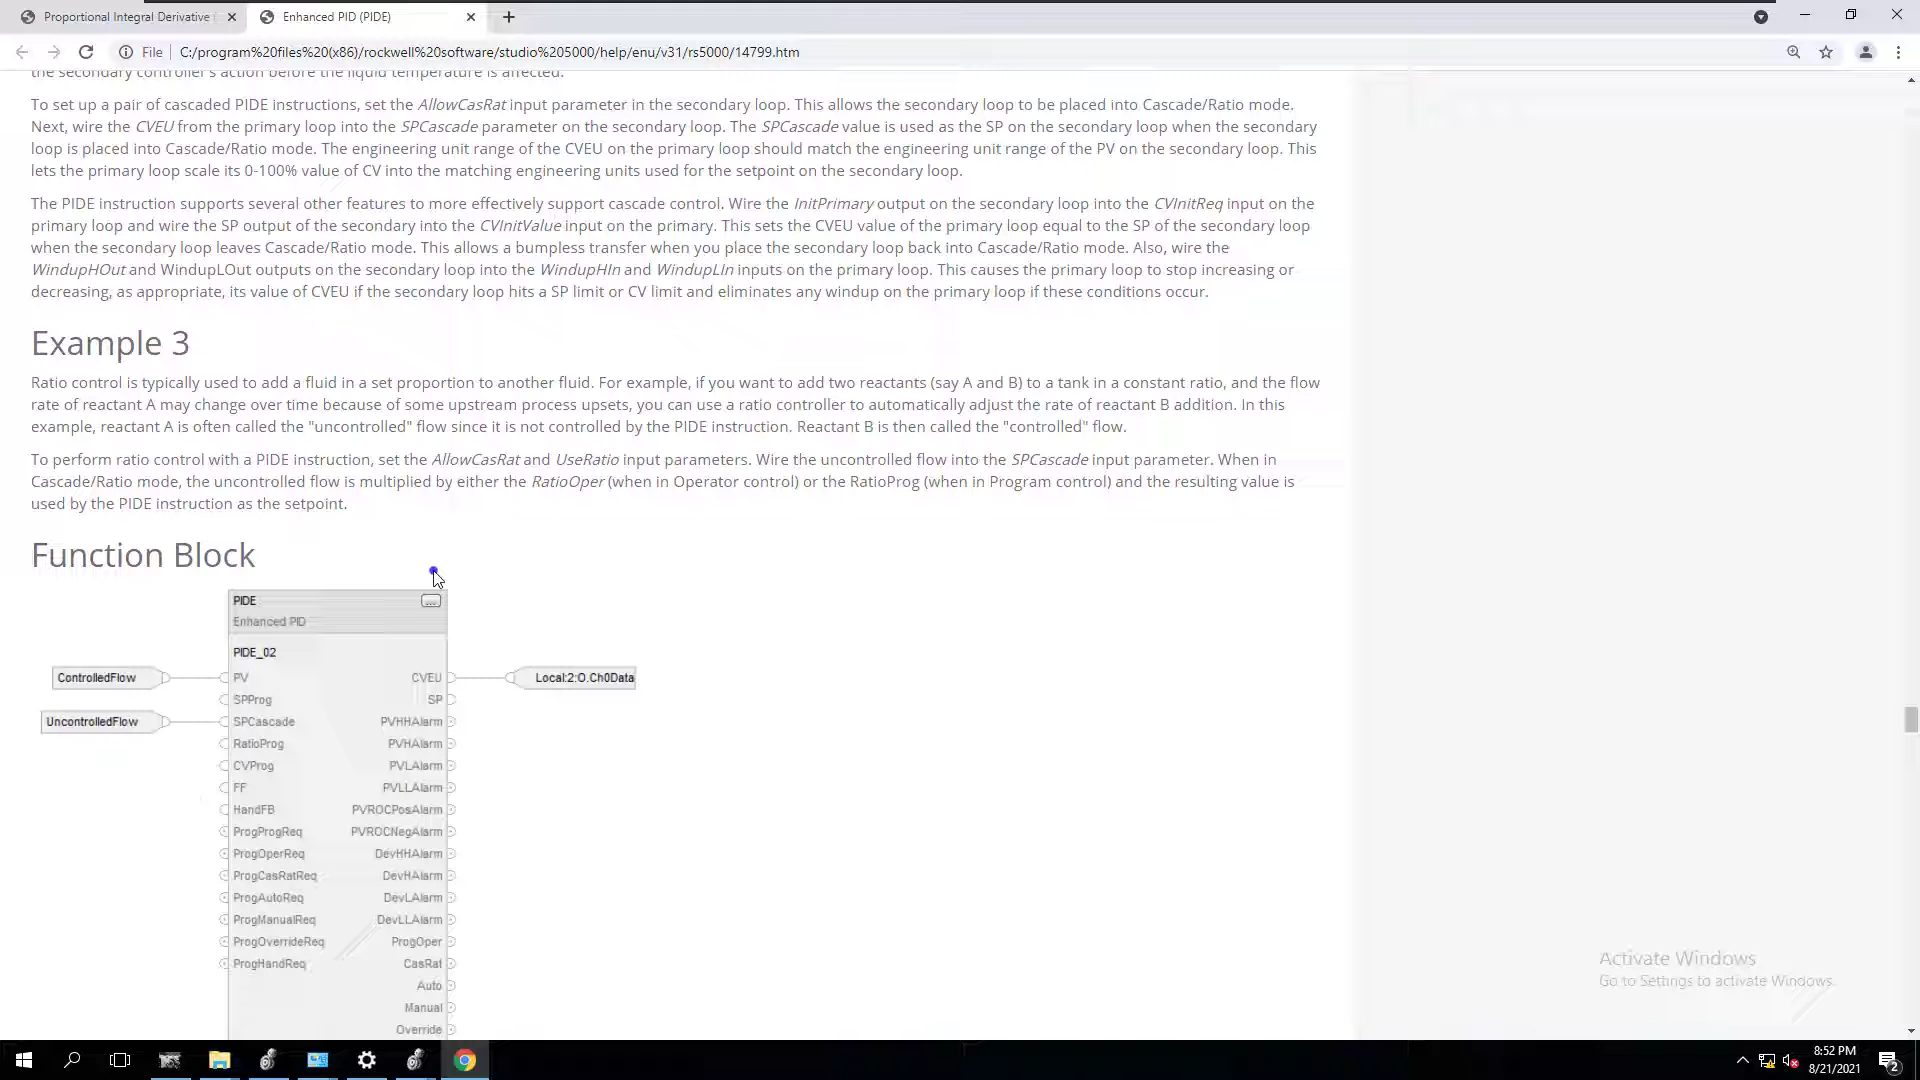 Proportional Integral Derivative
Enhanced PID (PIDE)
File
C:/program%20files%20(x86)/rockwell%20software/studio%205000/help/enu/v31/rs5000/14799.htm
the secondary controller's action before the liquid temperature is affected.
To set up a pair of cascaded PIDE instructions, set the AllowCasRat input parameter in the secondary loop. This allows the secondary loop to be placed into Cascade/Ratio mode.
Next, wire the CVEU from the primary loop into the SPCascade parameter on the secondary loop. The SPCascade value is used as the SP on the secondary loop when the secondary
loop is placed into Cascade/Ratio mode. The engineering unit range of the CVEU on the primary loop should match the engineering unit range of the PV on the secondary loop. This
lets the primary loop scale its 0-100% value of CV into the matching engineering units used for the setpoint on the secondary loop.
The PIDE instruction supports several other features to more effectively support cascade control. Wire the InitPrimary output on the secondary loop into the CVInitReq input on the
primary loop and wire the SP output of the secondary into the CVInitValue input on the primary. This sets the CVEU value of the primary loop equal to the SP of the secondary loop
when the secondary loop leaves Cascade/Ratio mode. This allows a bumpless transfer when you place the secondary loop back into Cascade/Ratio mode. Also, wire the
WindupHOut and WindupLOut outputs on the secondary loop into the WindupHIn and WindupLIn inputs on the primary loop. This causes the primary loop to stop increasing or
decreasing, as appropriate, its value of CVEU if the secondary loop hits a SP limit or CV limit and eliminates any windup on the primary loop if these conditions occur.
Example 3
Ratio control is typically used to add a fluid in a set proportion to another fluid. For example, if you want to add two reactants (say A and B) to a tank in a constant ratio, and the flow
rate of reactant A may change over time because of some upstream process upsets, you can use a ratio controller to automatically adjust the rate of reactant B addition. In this
example, reactant A is often called the "uncontrolled" flow since it is not controlled by the PIDE instruction. Reactant B is then called the "controlled" flow.
To perform ratio control with a PIDE instruction, set the AllowCasRat and UseRatio input parameters. Wire the uncontrolled flow into the SPCascade input parameter. When in
Cascade/Ratio mode, the uncontrolled flow is multiplied by either the RatioOper (when in Operator control) or the RatioProg (when in Program control) and the resulting value is
used by the PIDE instruction as the setpoint.
Function Block
PIDE ...
Enhanced PID
PIDE_02
ControlledFlow PV CVEU Local:2:O.Ch0Data
SPProg SP
UncontrolledFlow SPCascade PVHHAlarm
RatioProg PVHAlarm
CVProg PVLAlarm
FF PVLLAlarm
HandFB PVROCPosAlarm
ProgProgReq PVROCNegAlarm
ProgOperReq DevHHAlarm
ProgCasRatReq DevHAlarm
ProgAutoReq DevLAlarm
ProgManualReq DevLLAlarm
ProgOverrideReq ProgOper
ProgHandReq CasRat
Auto
Manual
Override
Activate Windows
Go to Settings to activate Windows.
8:52 PM
8/21/2021
2